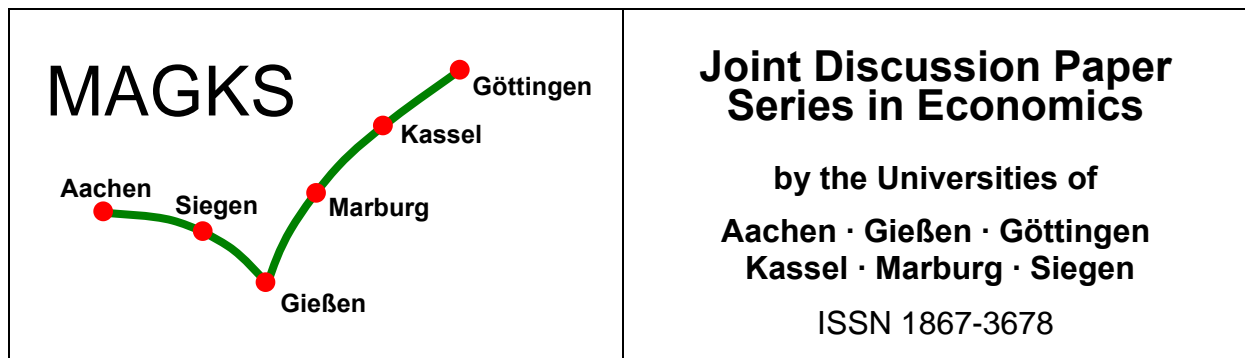 MAGKS
Göttingen
Kassel
Aachen
Siegen
Marburg
Gießen
Joint Discussion Paper
Series in Economics
by the Universities of
Aachen · Gießen · Göttingen
Kassel · Marburg · Siegen
ISSN 1867-3678